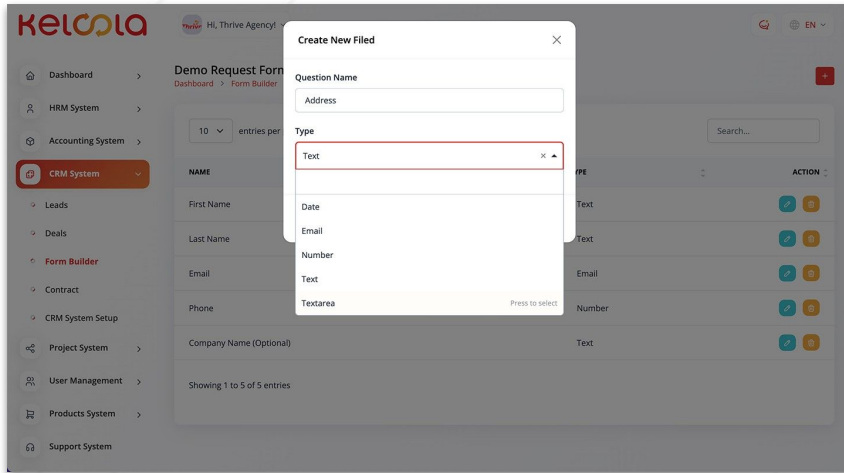 Keloola
Thrive Hi, Thrive Agency!
EN
Create New Filed
Question Name
Address
Type
Text
Date
Email
Number
Text
Textarea Press to select
Dashboard
HRM System
Accounting System
CRM System
Leads
Deals
Form Builder
Contract
CRM System Setup
Project System
User Management
Products System
Support System
Demo Request Form
Dashboard > Form Builder
+
10 entries per
Search...
NAME YPE ACTION
First Name Text
Last Name Text
Email Email
Phone Number
Company Name (Optional) Text
Showing 1 to 5 of 5 entries